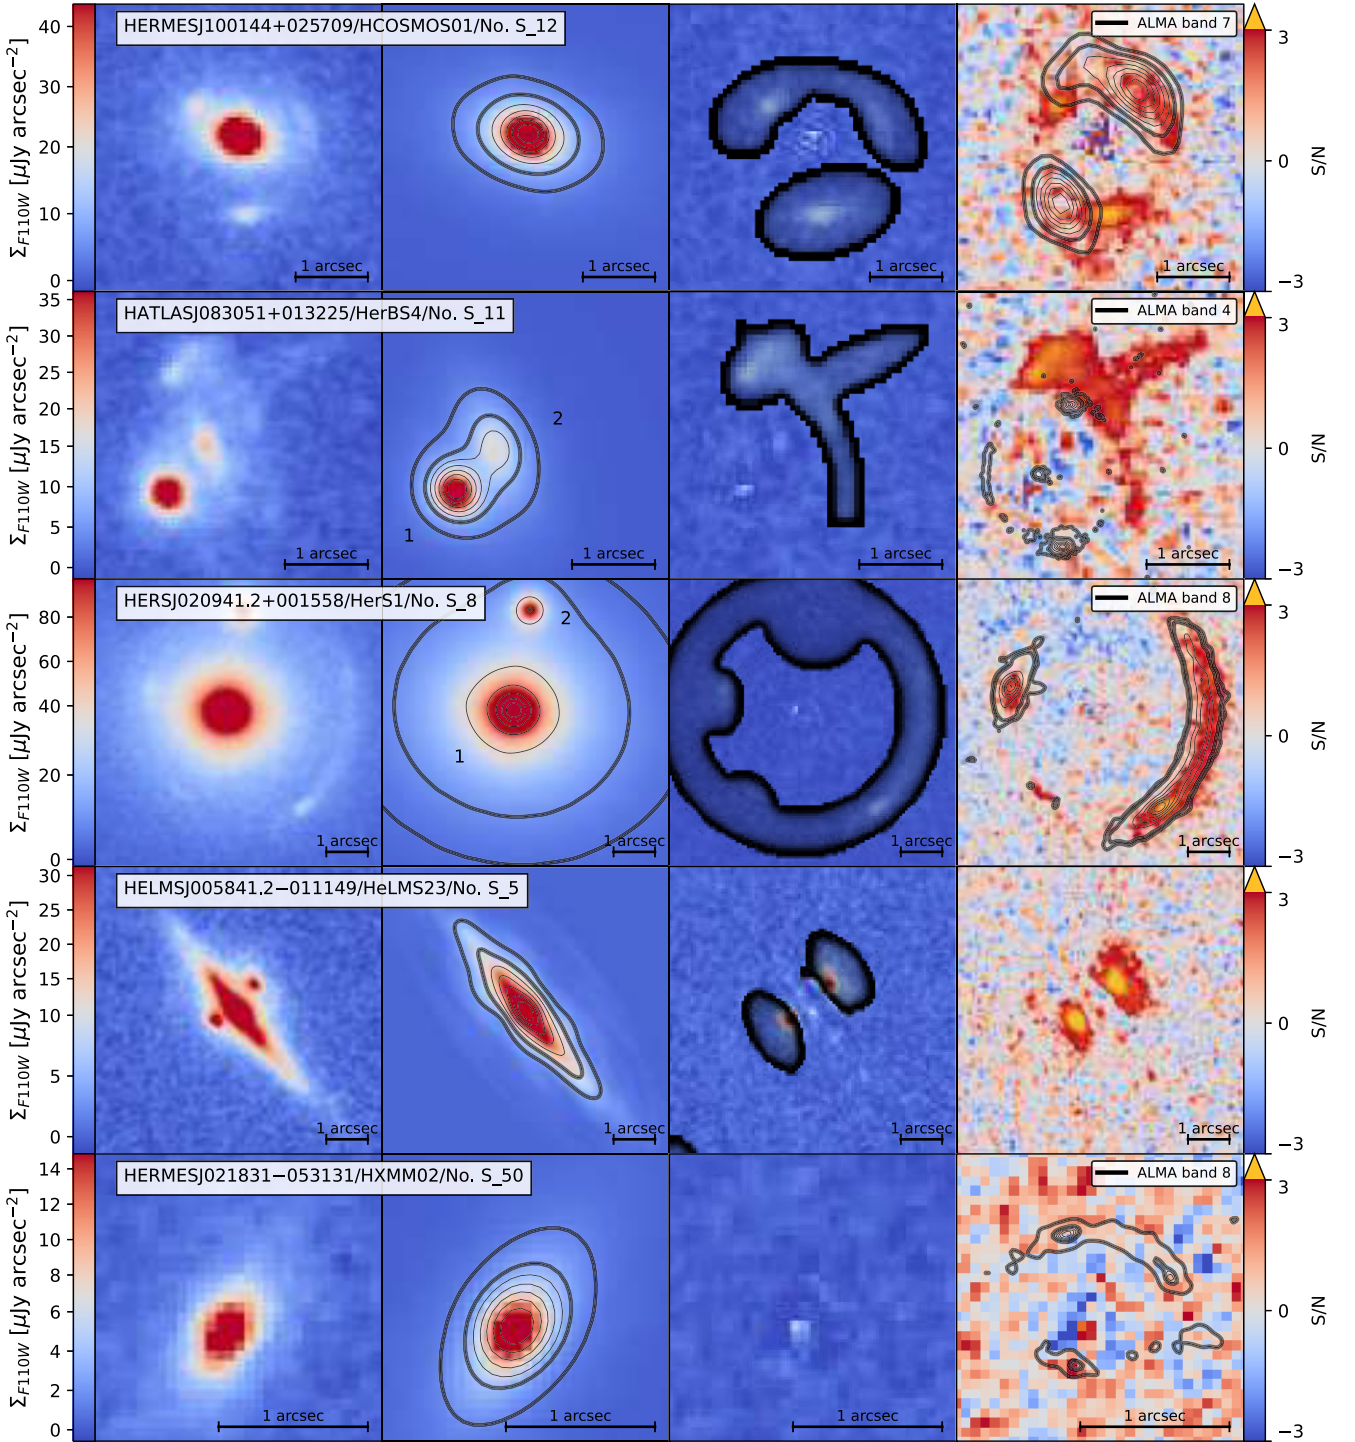 40
30
20
10
0
Σ_F110W [μJy arcsec⁻²]
HERMESJ100144+025709/HCOSMOS01/No. S_12
1 arcsec
1 arcsec
1 arcsec
1 arcsec
ALMA band 7
3
0
−3
S/N
35
30
25
20
15
10
5
0
Σ_F110W [μJy arcsec⁻²]
HATLASJ083051+013225/HerBS4/No. S_11
1 arcsec
2
1
1 arcsec
1 arcsec
1 arcsec
ALMA band 4
3
0
−3
S/N
80
60
40
20
0
Σ_F110W [μJy arcsec⁻²]
HERSJ020941.2+001558/HerS1/No. S_8
1 arcsec
2
1
1 arcsec
1 arcsec
1 arcsec
ALMA band 8
3
0
−3
S/N
30
25
20
15
10
5
0
Σ_F110W [μJy arcsec⁻²]
HELMSJ005841.2−011149/HeLMS23/No. S_5
1 arcsec
1 arcsec
1 arcsec
1 arcsec
3
0
−3
S/N
14
12
10
8
6
4
2
0
Σ_F110W [μJy arcsec⁻²]
HERMESJ021831−053131/HXMM02/No. S_50
1 arcsec
1 arcsec
1 arcsec
1 arcsec
ALMA band 8
3
0
−3
S/N